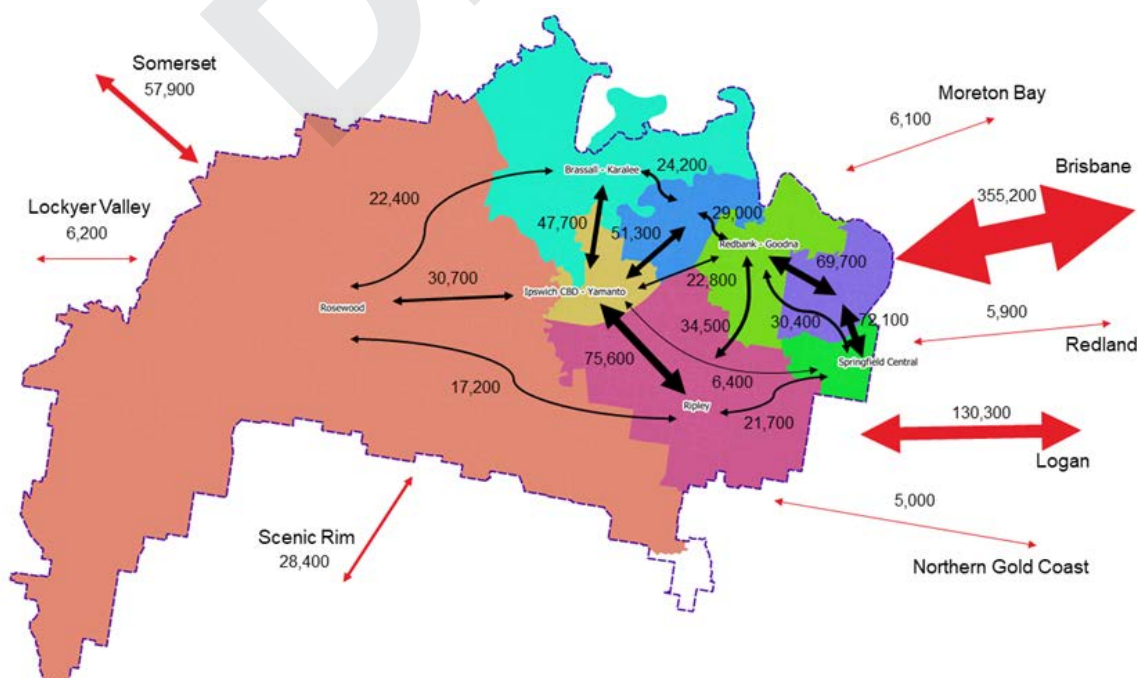 Somerset
57,900
Moreton Bay
6,100
Brisbane
355,200
Brassall - Karalee
24,200
Lockyer Valley
6,200
22,400
47,700
51,300
29,000
Redbank - Goodna
69,700
30,700
Ipswich CBD - Yamanto
22,800
Rosewood
34,500
30,400
72,100
5,900
Redland
Springfield Central
75,600
6,400
17,200
Ripley
21,700
130,300
Logan
5,000
Scenic Rim
28,400
Northern Gold Coast